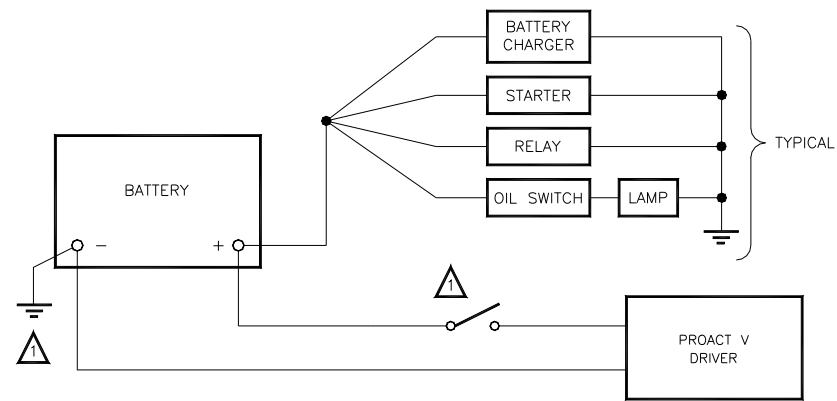 BATTERY
CHARGER
STARTER
RELAY
OIL SWITCH
LAMP
TYPICAL
BATTERY
−
+
1
1
PROACT V
DRIVER